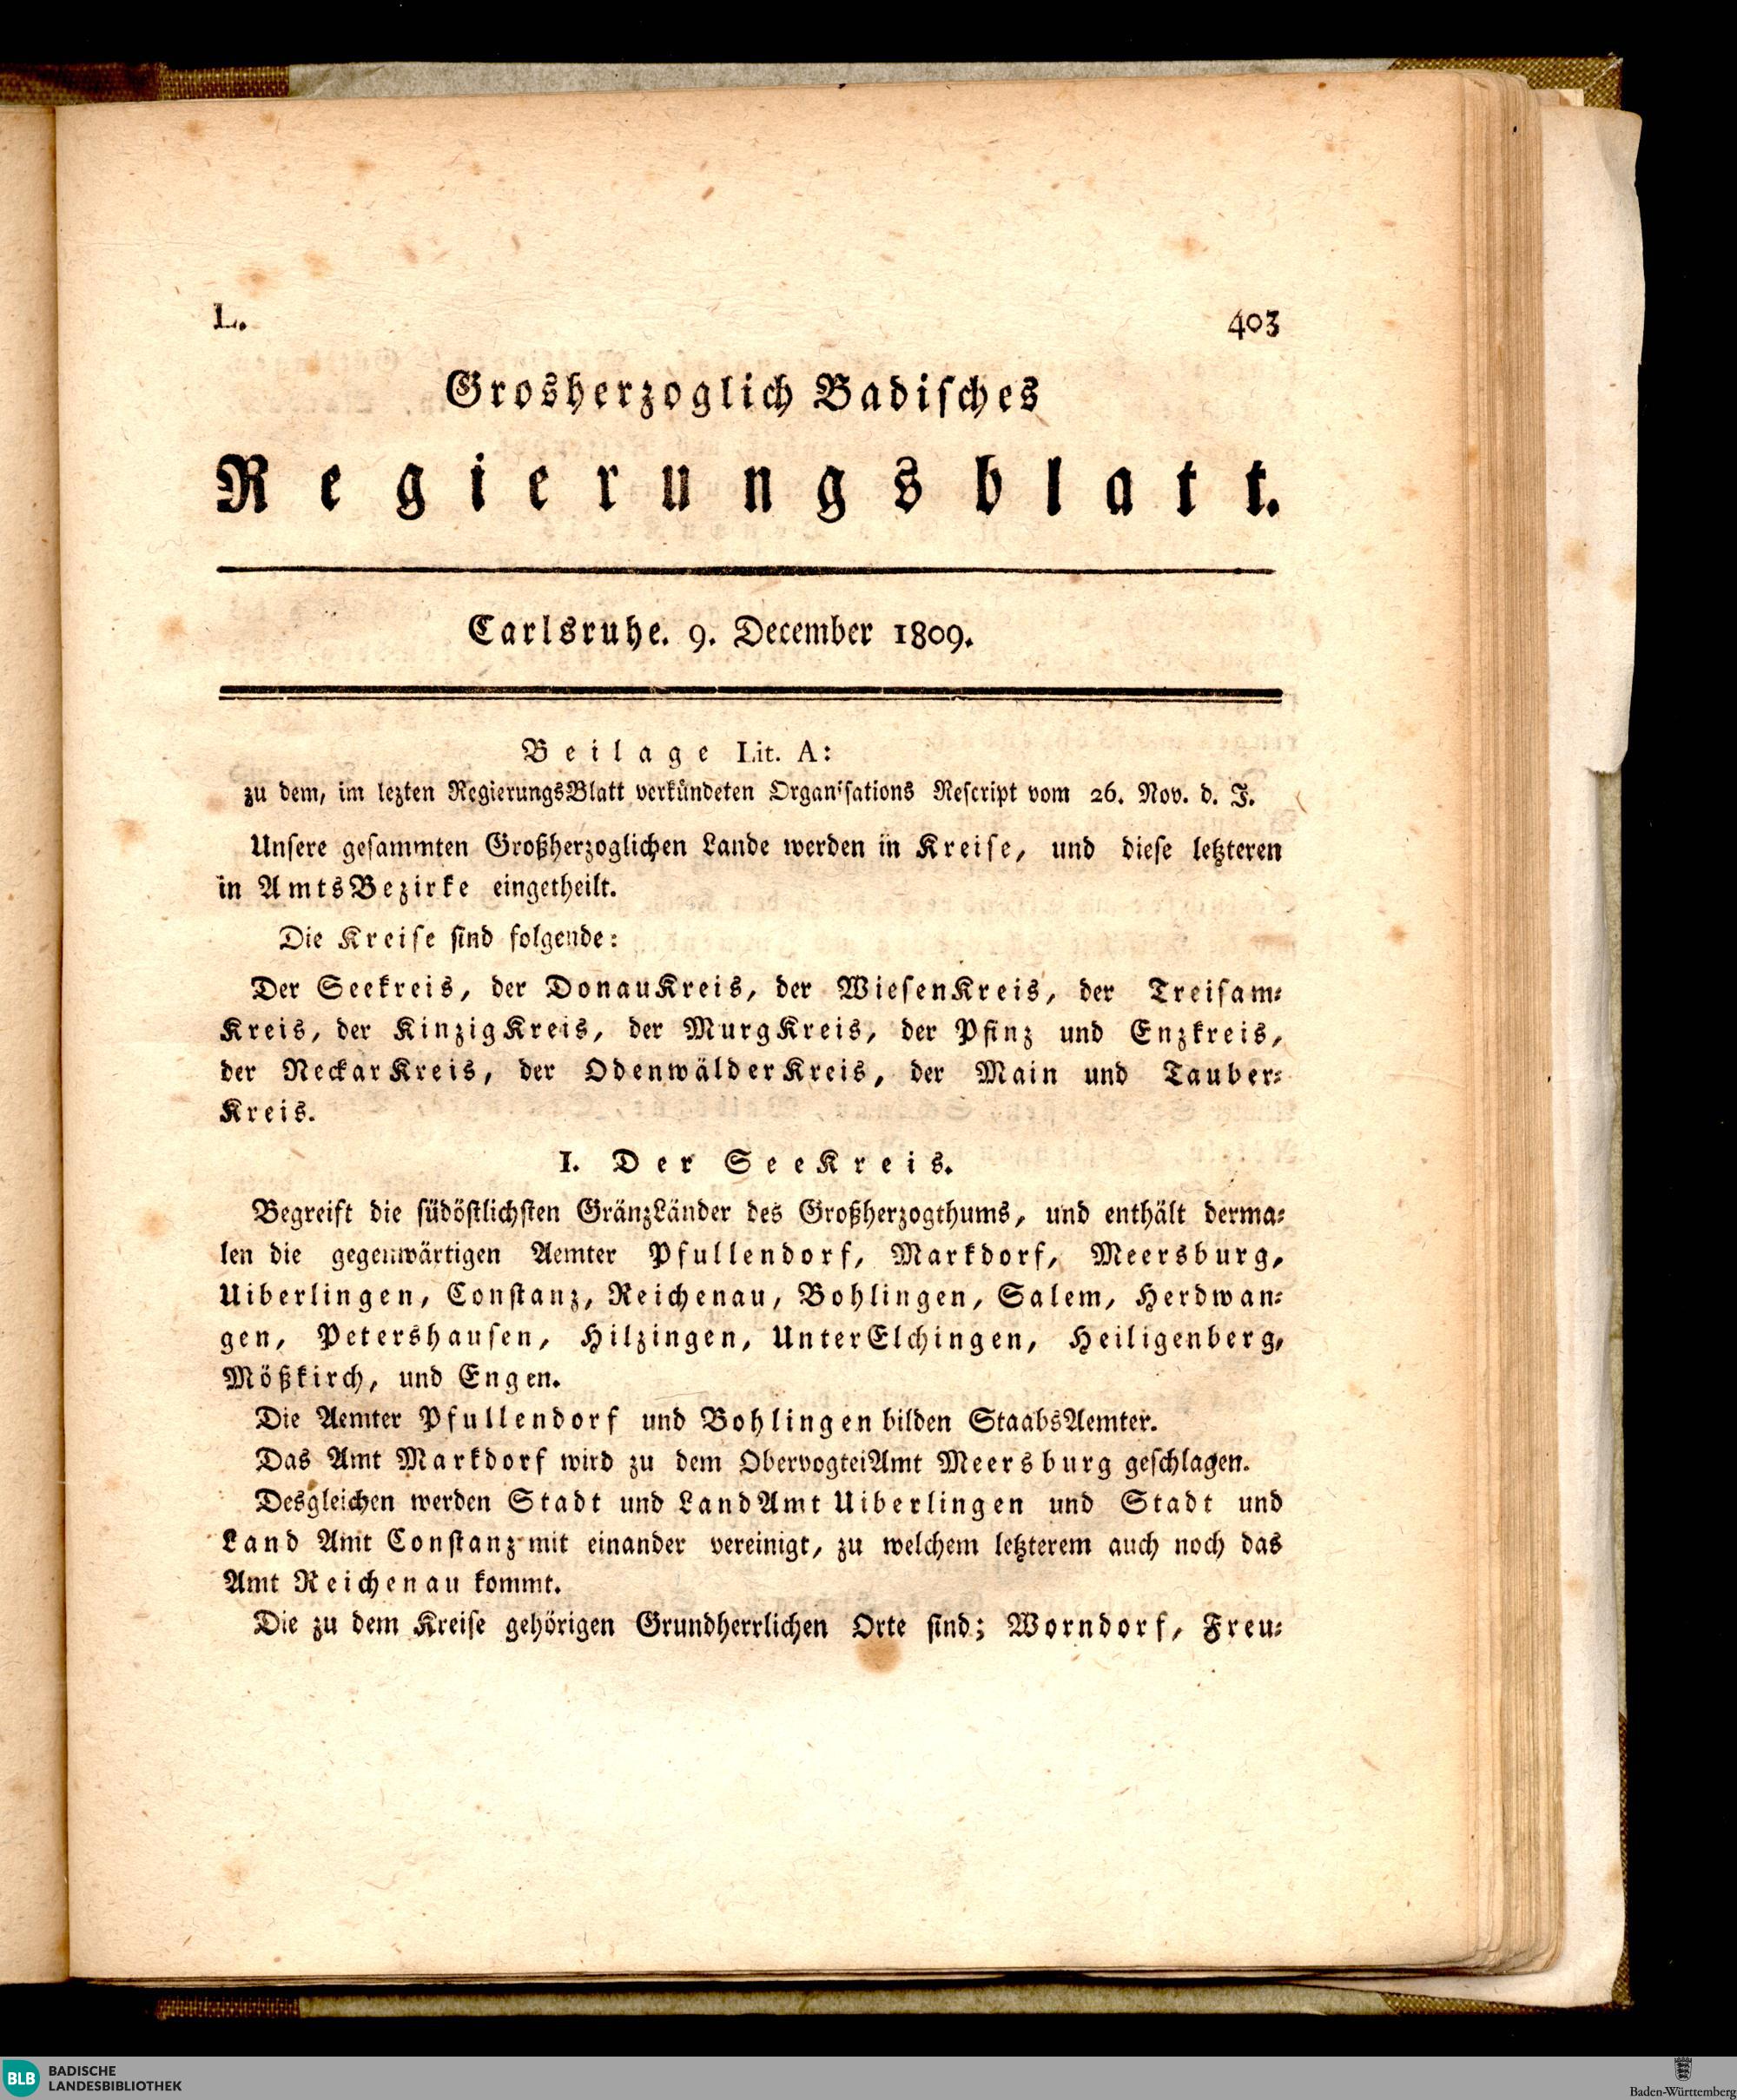 L.
403
Grosherzoglich Badisches
Regierungsblatt.
Carlsruhe. 9. December 1809.
Beilage Lit. A:
zu dem, im lezten RegierungsBlatt verkündeten Organisations Rescript vom 26. Nov. d. J.
Unsere gesammten Großherzoglichen Lande werden in Kreise, und diese letzteren
in AmtsBezirke eingetheilt.
Die Kreise sind folgende:
Der Seekreis, der DonauKreis, der WiesenKreis, der Treisam-
Kreis, der KinzigKreis, der MurgKreis, der Pfinz und Enzkreis,
der NeckarKreis, der OdenwälderKreis, der Main und Tauber-
Kreis.
I. Der SeeKreis.
Begreift die südöstlichsten GränzLänder des Großherzogthums, und enthält derma-
len die gegenwärtigen Aemter Pfullendorf, Markdorf, Meersburg,
Uiberlingen, Constanz, Reichenau, Bohlingen, Salem, Herdwan-
gen, Petershausen, Hilzingen, UnterElchingen, Heiligenberg,
Mößkirch, und Engen.
Die Aemter Pfullendorf und Bohlingen bilden StaabsAemter.
Das Amt Markdorf wird zu dem ObervogteiAmt Meersburg geschlagen.
Desgleichen werden Stadt und LandAmt Uiberlingen und Stadt und
Land Amt Constanz mit einander vereinigt, zu welchem letzterem auch noch das
Amt Reichenau kommt.
Die zu dem Kreise gehörigen Grundherrlichen Orte sind; Worndorf, Freu-
BLB BADISCHE
LANDESBIBLIOTHEK
Baden-Württemberg